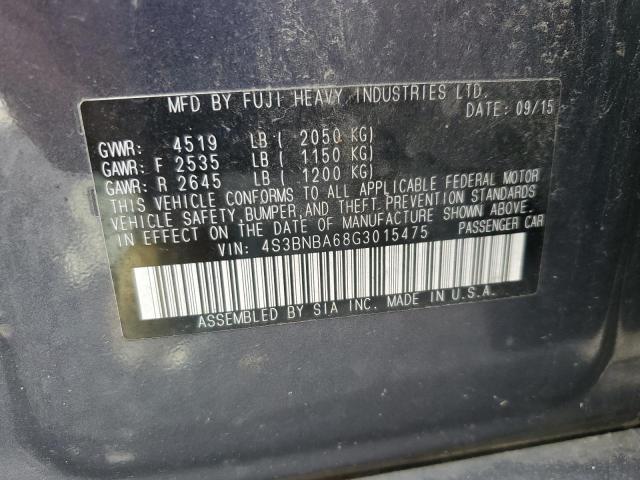 MFD BY FUJI HEAVY INDUSTRIES LTD.
DATE: 09/15
GVWR: 4519 LB ( 2050 KG)
GAWR: F 2535 LB ( 1150 KG)
GAWR: R 2645 LB ( 1200 KG)
THIS VEHICLE CONFORMS TO ALL APPLICABLE FEDERAL MOTOR
VEHICLE SAFETY, BUMPER, AND THEFT PREVENTION STANDARDS
IN EFFECT ON THE DATE OF MANUFACTURE SHOWN ABOVE.
VIN: 4S3BNBA68G3015475 PASSENGER CAR
ASSEMBLED BY SIA INC. MADE IN U.S.A.